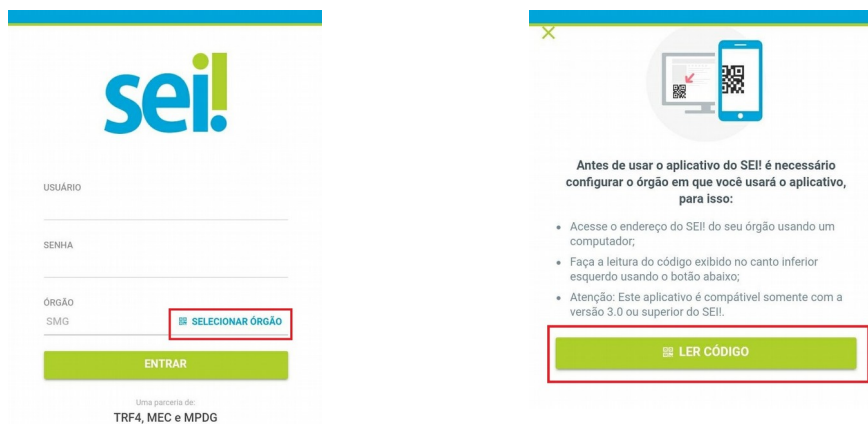 sei!
USUÁRIO
SENHA
ÓRGÃO
SMG
SELECIONAR ÓRGÃO
ENTRAR
Uma parceria de:
TRF4, MEC e MPDG
Antes de usar o aplicativo do SEI! é necessário
configurar o órgão em que você usará o aplicativo,
para isso:
• Acesse o endereço do SEI! do seu órgão usando um
computador;
• Faça a leitura do código exibido no canto inferior
esquerdo usando o botão abaixo;
• Atenção: Este aplicativo é compátivel somente com a
versão 3.0 ou superior do SEI!.
LER CÓDIGO